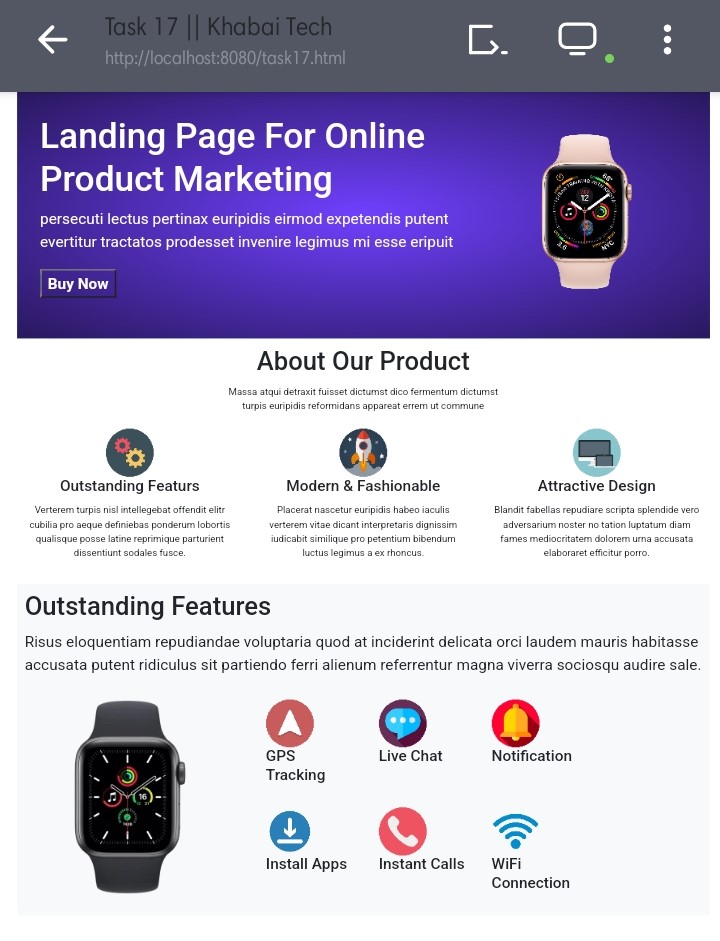 Task 17 || Khabai Tech
http://localhost:8080/task17.html
Landing Page For Online
Product Marketing
persecuti lectus pertinax euripidis eirmod expetendis putent
evertitur tractatos prodesset invenire legimus mi esse eripuit
Buy Now
About Our Product
Massa atqui detraxit fuisset dictumst dico fermentum dictumst
turpis euripidis reformidans appareat errem ut commune
Outstanding Featurs
Verterem turpis nisl intellegebat offendit elitr
cubilia pro aeque definiebas ponderum lobortis
qualisque posse latine reprimique parturient
dissentiunt sodales fusce.
Modern & Fashionable
Placerat nascetur euripidis habeo iaculis
verterem vitae dicant interpretaris dignissim
iudicabit similique pro petentium bibendum
luctus legimus a ex rhoncus.
Attractive Design
Blandit fabellas repudiare scripta splendide vero
adversarium noster no tation luptatum diam
fames mediocritatem dolorem urna accusata
elaboraret efficitur porro.
Outstanding Features
Risus eloquentiam repudiandae voluptaria quod at inciderint delicata orci laudem mauris habitasse
accusata putent ridiculus sit partiendo ferri alienum referrentur magna viverra sociosqu audire sale.
GPS
Tracking
Live Chat
Notification
Install Apps
Instant Calls
WiFi
Connection